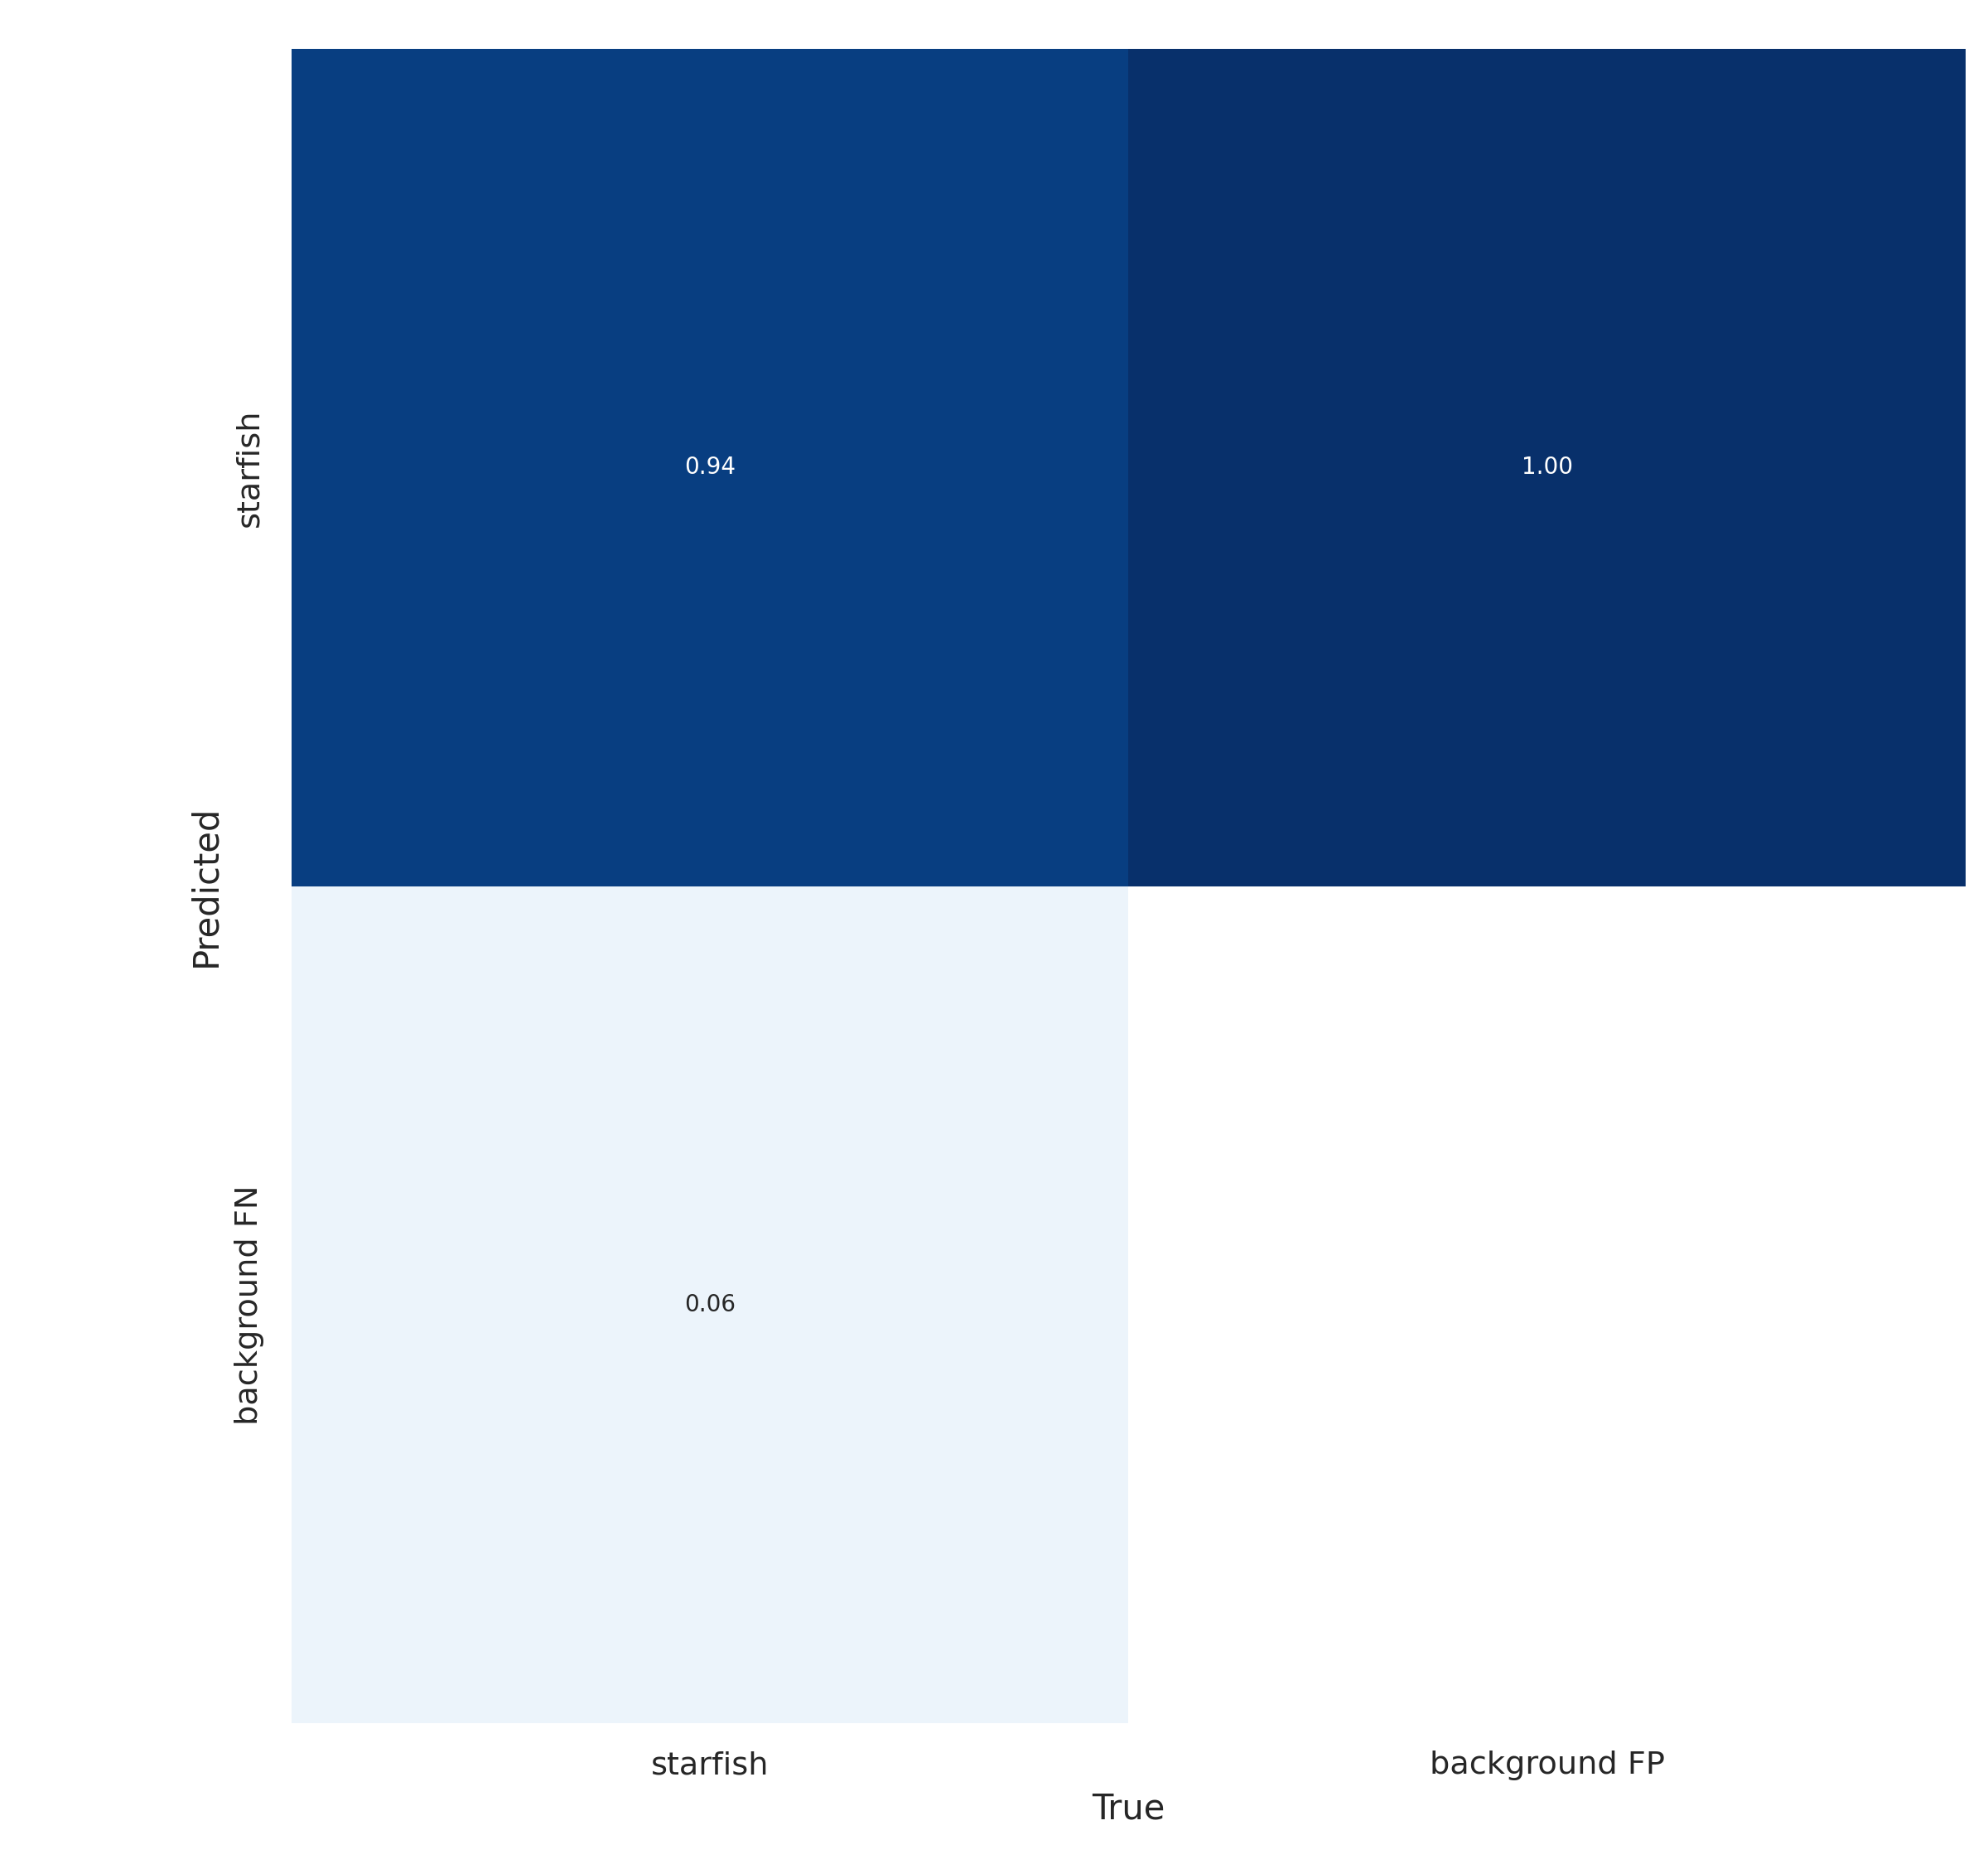 starfish
0.94
1.00
Predicted
background FN
0.06
starfish
background FP
True